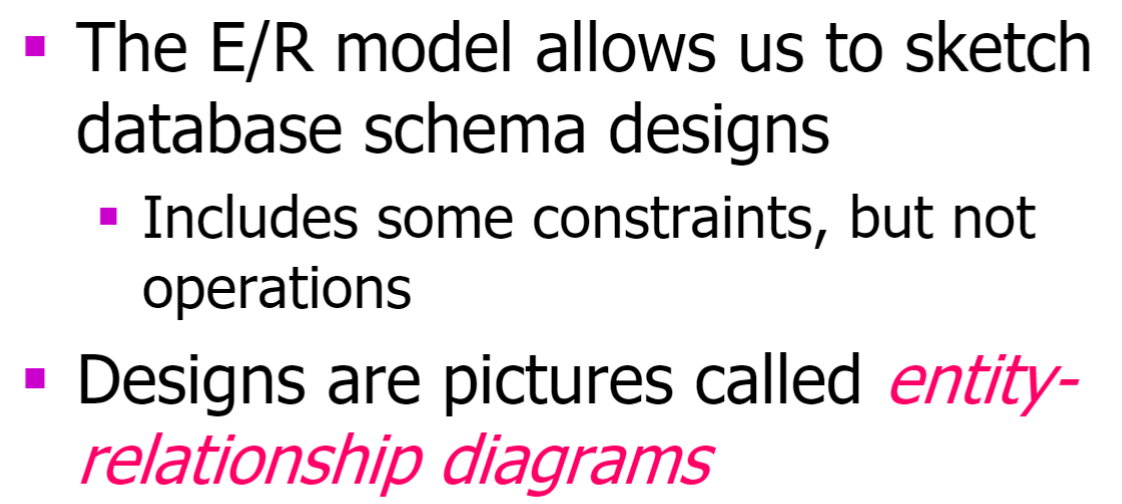 The E/R model allows us to sketch
database schema designs
Includes some constraints, but not
operations
Designs are pictures called entity-
relationship diagrams